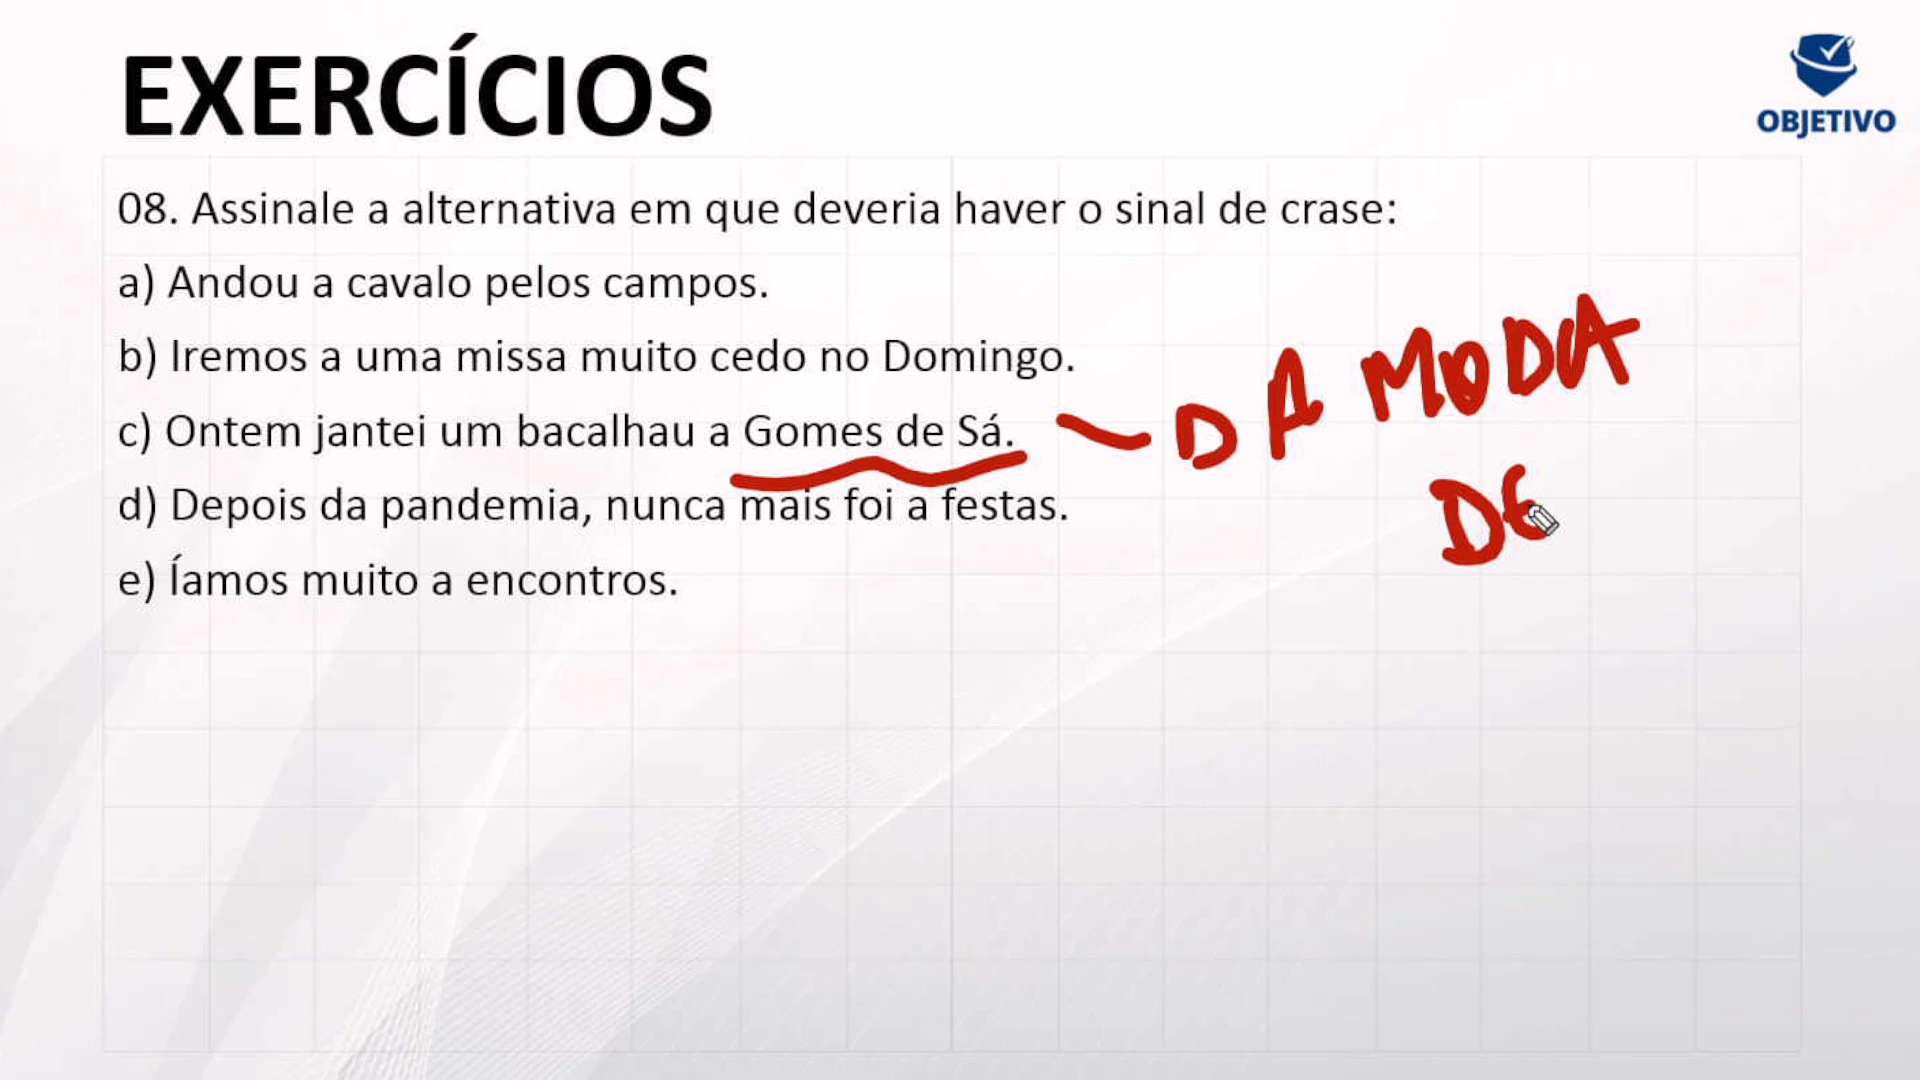 EXERCÍCIOS
OBJETIVO
08. Assinale a alternativa em que deveria haver o sinal de crase:
a) Andou a cavalo pelos campos.
b) Iremos a uma missa muito cedo no Domingo.
c) Ontem jantei um bacalhau a Gomes de Sá.
DA MODA
DE
d) Depois da pandemia, nunca mais foi a festas.
e) Íamos muito a encontros.